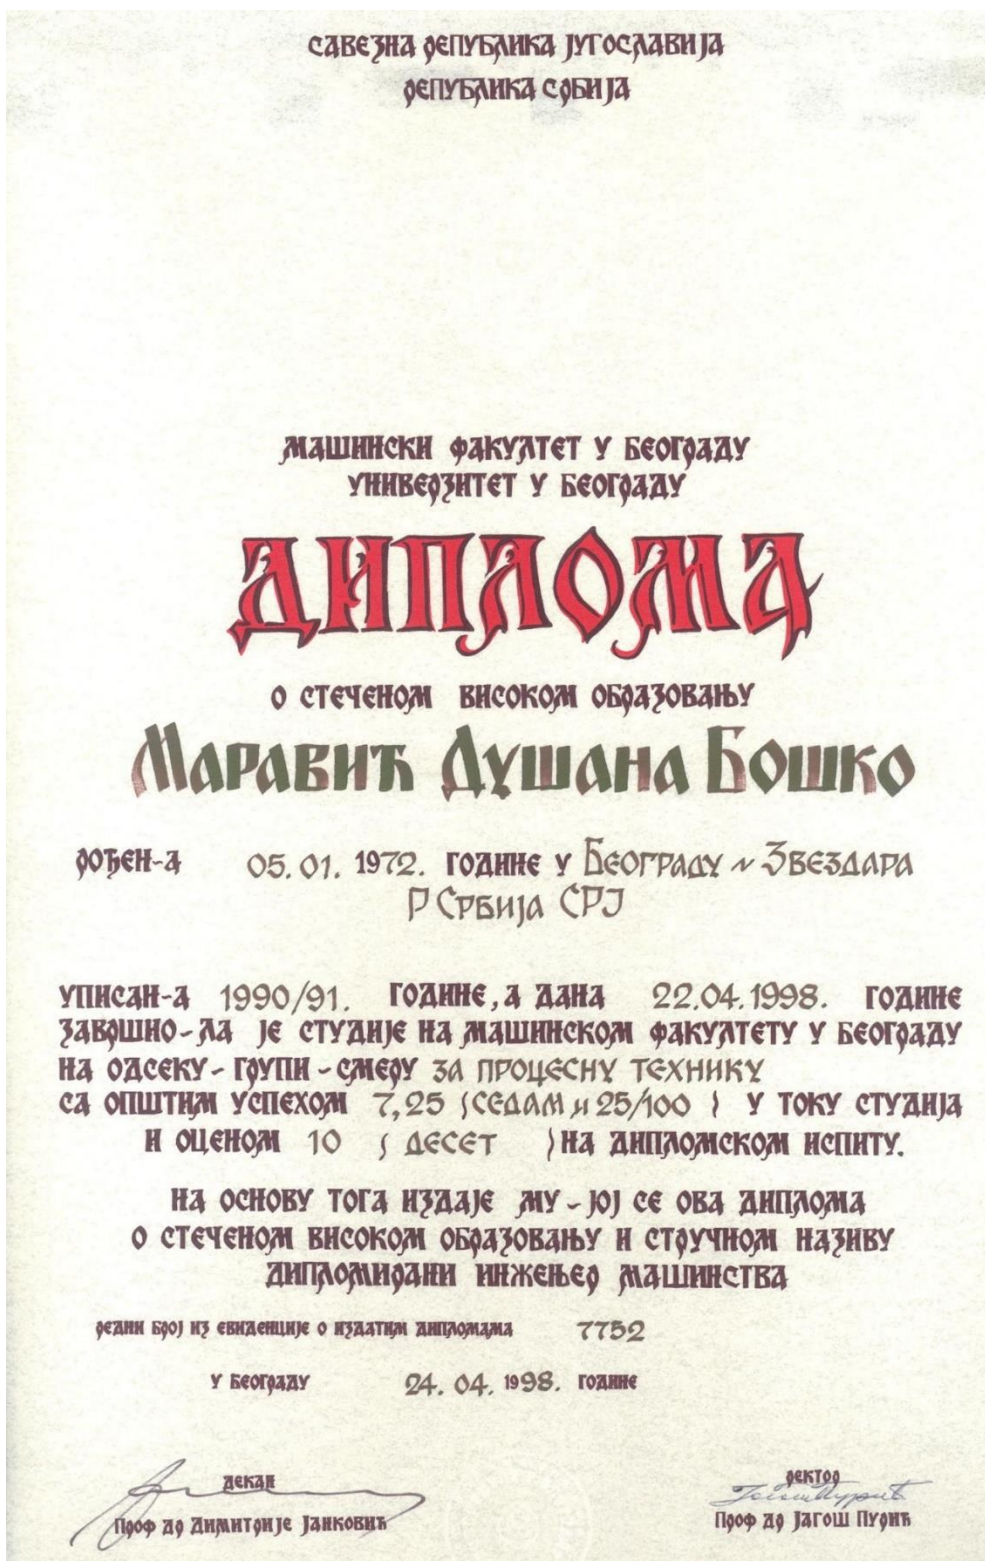 САВЕЗНА РЕПУБЛИКА ЈУГОСЛАВИЈА
РЕПУБЛИКА СРБИЈА
МАШИНСКИ ФАКУЛТЕТ У БЕОГРАДУ
УНИВЕРЗИТЕТ У БЕОГРАДУ
ДИПЛОМА
О СТЕЧЕНОМ ВИСОКОМ ОБРАЗОВАЊУ
МАРАВИЋ ДУШАНА БОШКО
РОЂЕН-А 05.01. 1972. ГОДИНЕ У БЕОГРАДУ ~ ЗВЕЗДАРА
Р СРБИЈА СРЈ
УПИСАН-А 1990/91. ГОДИНЕ, А ДАНА 22.04.1998. ГОДИНЕ
ЗАВРШИО-ЛА ЈЕ СТУДИЈЕ НА МАШИНСКОМ ФАКУЛТЕТУ У БЕОГРАДУ
НА ОДСЕКУ-ГРУПИ-СМЕРУ ЗА ПРОЦЕСНУ ТЕХНИКУ
СА ОПШТИМ УСПЕХОМ 7,25 (СЕДАМ И 25/100) У ТОКУ СТУДИЈА
И ОЦЕНОМ 10 (ДЕСЕТ) НА ДИПЛОМСКОМ ИСПИТУ.
НА ОСНОВУ ТОГА ИЗДАЈЕ МУ-ЈОЈ СЕ ОВА ДИПЛОМА
О СТЕЧЕНОМ ВИСОКОМ ОБРАЗОВАЊУ И СТРУЧНОМ НАЗИВУ
ДИПЛОМИРАНИ ИНЖЕЊЕР МАШИНСТВА
РЕДНИ БРОЈ ИЗ ЕВИДЕНЦИЈЕ О ИЗДАТИМ ДИПЛОМАМА 7752
У БЕОГРАДУ 24.04. 1998. ГОДИНЕ
ДЕКАН
ПРОФ ДР ДИМИТРИЈЕ ЈАНКОВИЋ
РЕКТОР
Јагош Пурић
ПРОФ ДР ЈАГОШ ПУРИЋ